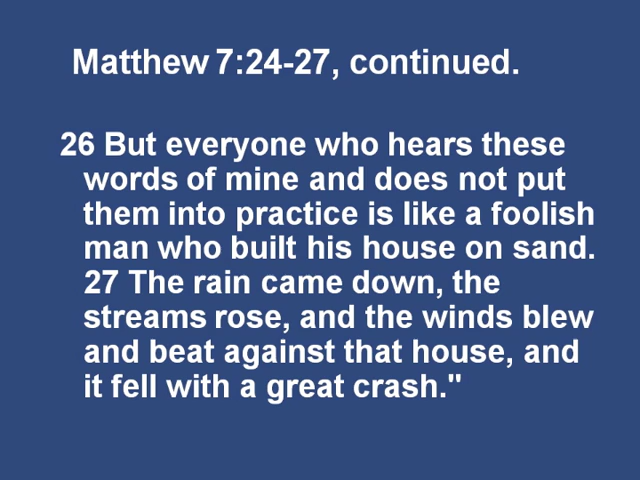 Matthew 7:24-27, continued.
26 But everyone who hears these
words of mine and does not put
them into practice is like a foolish
man who built his house on sand.
27 The rain came down, the
streams rose, and the winds blew
and beat against that house, and
it fell with a great crash."